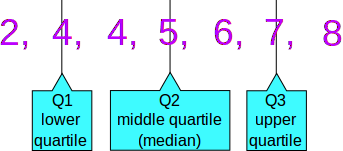 2, 4, 4, 5, 6, 7, 8
Q1
lower
quartile
Q2
middle quartile
(median)
Q3
upper
quartile